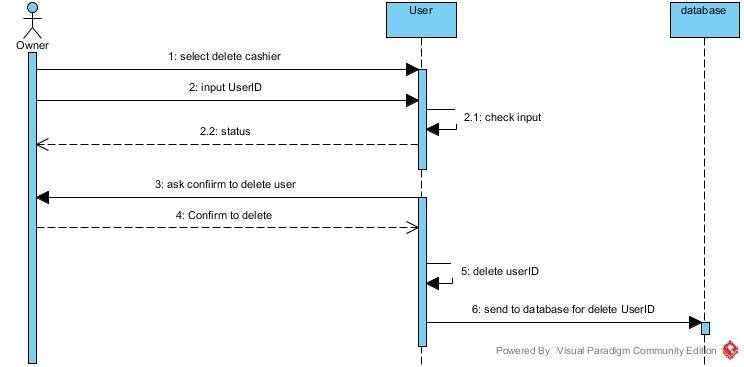 Owner
User
database
1: select delete cashier
2: input UserID
2.1: check input
2.2: status
3: ask confiirm to delete user
4: Confirm to delete
5: delete userID
6: send to database for delete UserID
Powered By Visual Paradigm Community Edition